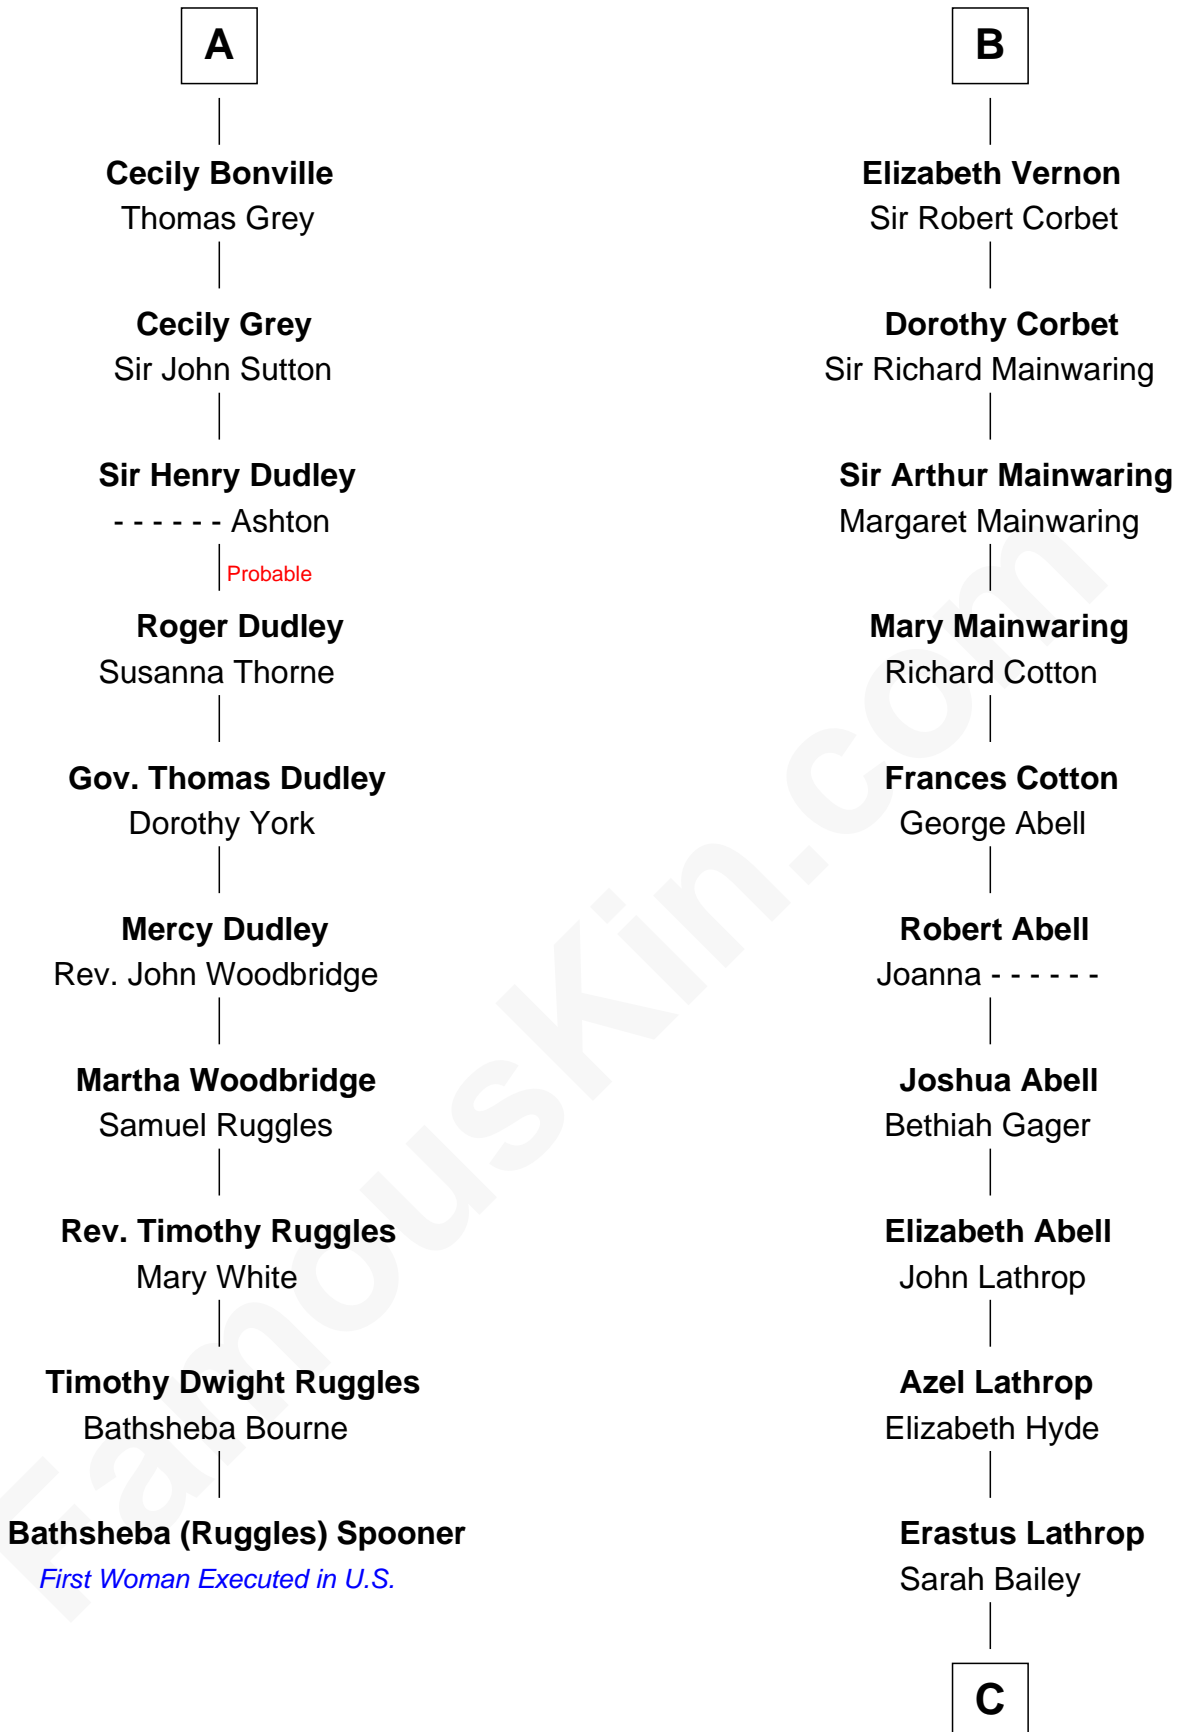 A
Cecily Bonville
Thomas Grey
Cecily Grey
Sir John Sutton
Sir Henry Dudley
- - - - - - Ashton
Probable
Roger Dudley
Susanna Thorne
Gov. Thomas Dudley
Dorothy York
Mercy Dudley
Rev. John Woodbridge
Martha Woodbridge
Samuel Ruggles
Rev. Timothy Ruggles
Mary White
Timothy Dwight Ruggles
Bathsheba Bourne
Bathsheba (Ruggles) Spooner
First Woman Executed in U.S.
B
Elizabeth Vernon
Sir Robert Corbet
Dorothy Corbet
Sir Richard Mainwaring
Sir Arthur Mainwaring
Margaret Mainwaring
Mary Mainwaring
Richard Cotton
Frances Cotton
George Abell
Robert Abell
Joanna - - - - - -
Joshua Abell
Bethiah Gager
Elizabeth Abell
John Lathrop
Azel Lathrop
Elizabeth Hyde
Erastus Lathrop
Sarah Bailey
C
FamousKin.com